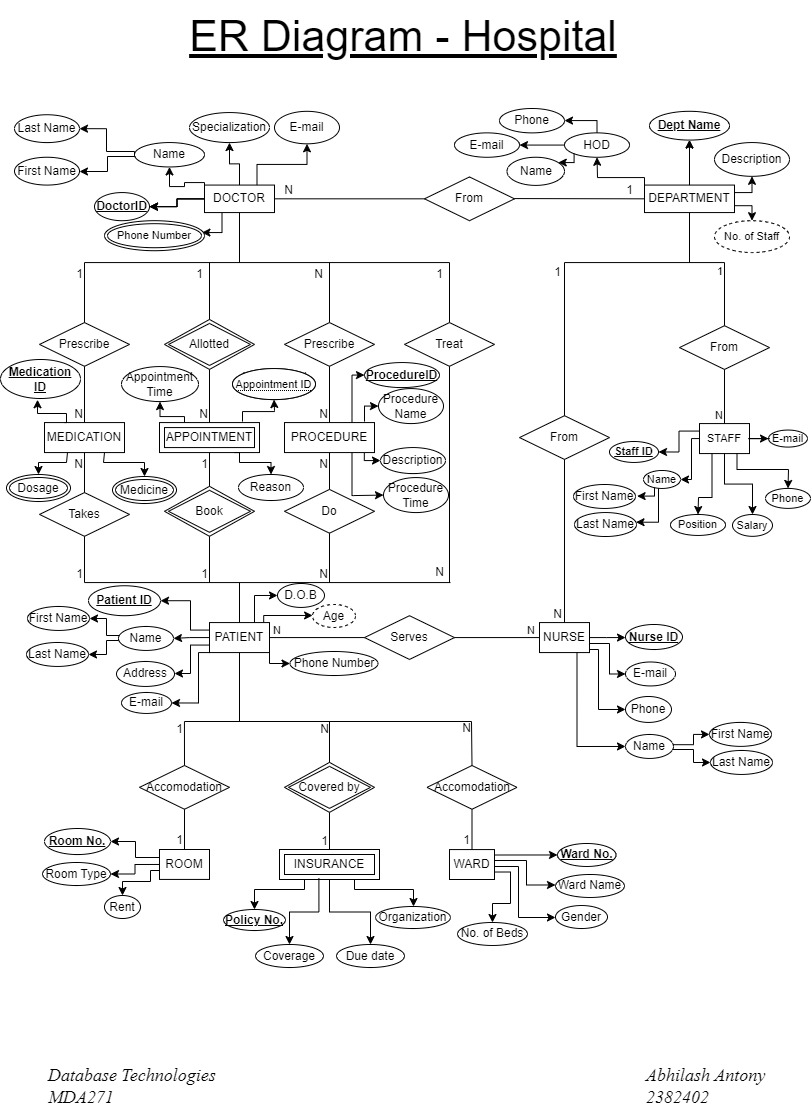 ER Diagram - Hospital
Last Name
First Name
Name
Specialization
E-mail
DoctorID
Phone Number
DOCTOR
N
From
1
DEPARTMENT
Phone
E-mail
Name
HOD
Dept Name
Description
No. of Staff
1
1
N
1
1
1
Prescribe
Allotted
Prescribe
Treat
From
From
Medication
ID
Appointment
Time
Appointment ID
ProcedureID
Procedure
Name
Description
Procedure
Time
N
N
N
N
MEDICATION
APPOINTMENT
PROCEDURE
STAFF
Dosage
Medicine
Reason
Staff ID
Name
First Name
Last Name
Position
Salary
Phone
E-mail
N
1
N
Takes
Book
Do
1
1
N
N
N
Patient ID
First Name
Last Name
Name
Address
E-mail
D.O.B
Age
Phone Number
PATIENT
N
Serves
N
NURSE
Nurse ID
E-mail
Phone
Name
First Name
Last Name
1
N
N
Accomodation
Covered by
Accomodation
1
1
1
ROOM
INSURANCE
WARD
Room No.
Room Type
Rent
Policy No.
Coverage
Due date
Organization
Ward No.
Ward Name
Gender
No. of Beds
Database Technologies
MDA271
Abhilash Antony
2382402